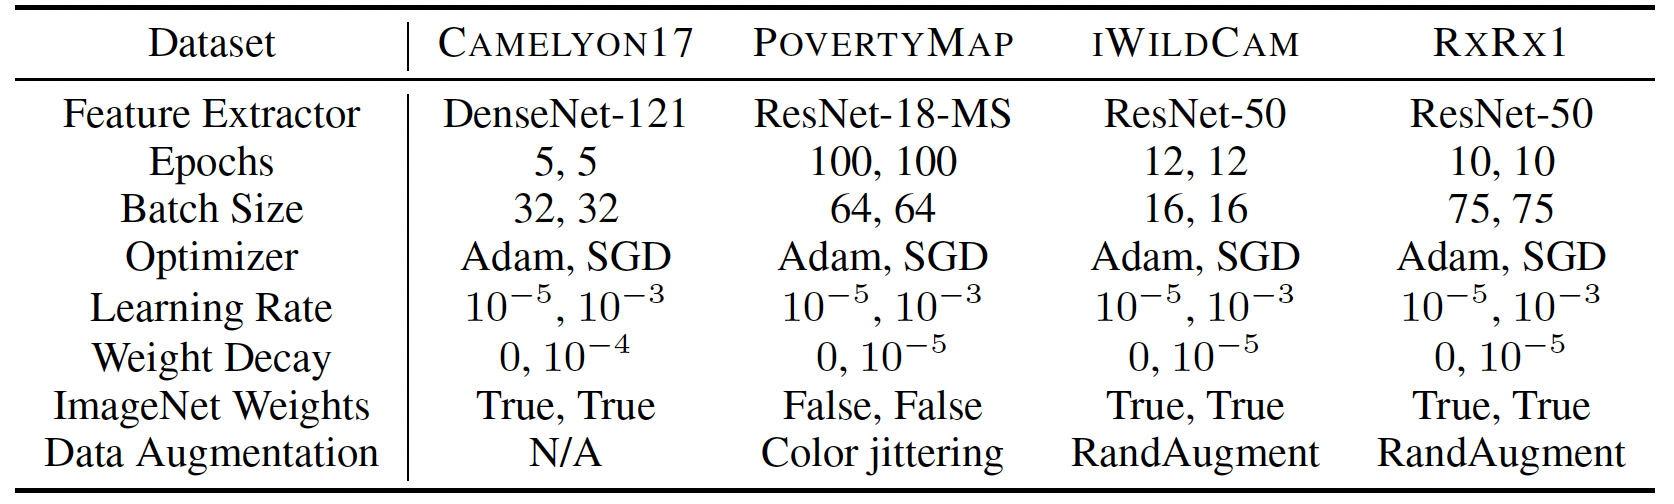 Dataset CAMELYON17 POVERTYMAP IWILDCAM RXRX1
Feature Extractor DenseNet-121 ResNet-18-MS ResNet-50 ResNet-50
Epochs 5, 5 100, 100 12, 12 10, 10
Batch Size 32, 32 64, 64 16, 16 75, 75
Optimizer Adam, SGD Adam, SGD Adam, SGD Adam, SGD
Learning Rate 10⁻⁵, 10⁻³ 10⁻⁵, 10⁻³ 10⁻⁵, 10⁻³ 10⁻⁵, 10⁻³
Weight Decay 0, 10⁻⁴ 0, 10⁻⁵ 0, 10⁻⁵ 0, 10⁻⁵
ImageNet Weights True, True False, False True, True True, True
Data Augmentation N/A Color jittering RandAugment RandAugment